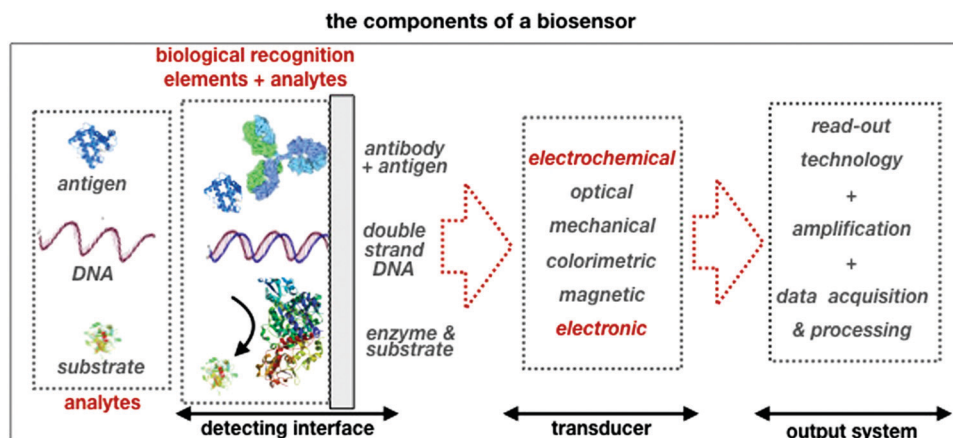 the components of a biosensor
biological recognition
elements + analytes
antigen
DNA
substrate
analytes
antibody
+ antigen
double
strand
DNA
enzyme &
substrate
detecting interface
electrochemical
optical
mechanical
colorimetric
magnetic
electronic
transducer
read-out
technology
+
amplification
+
data acquisition
& processing
output system